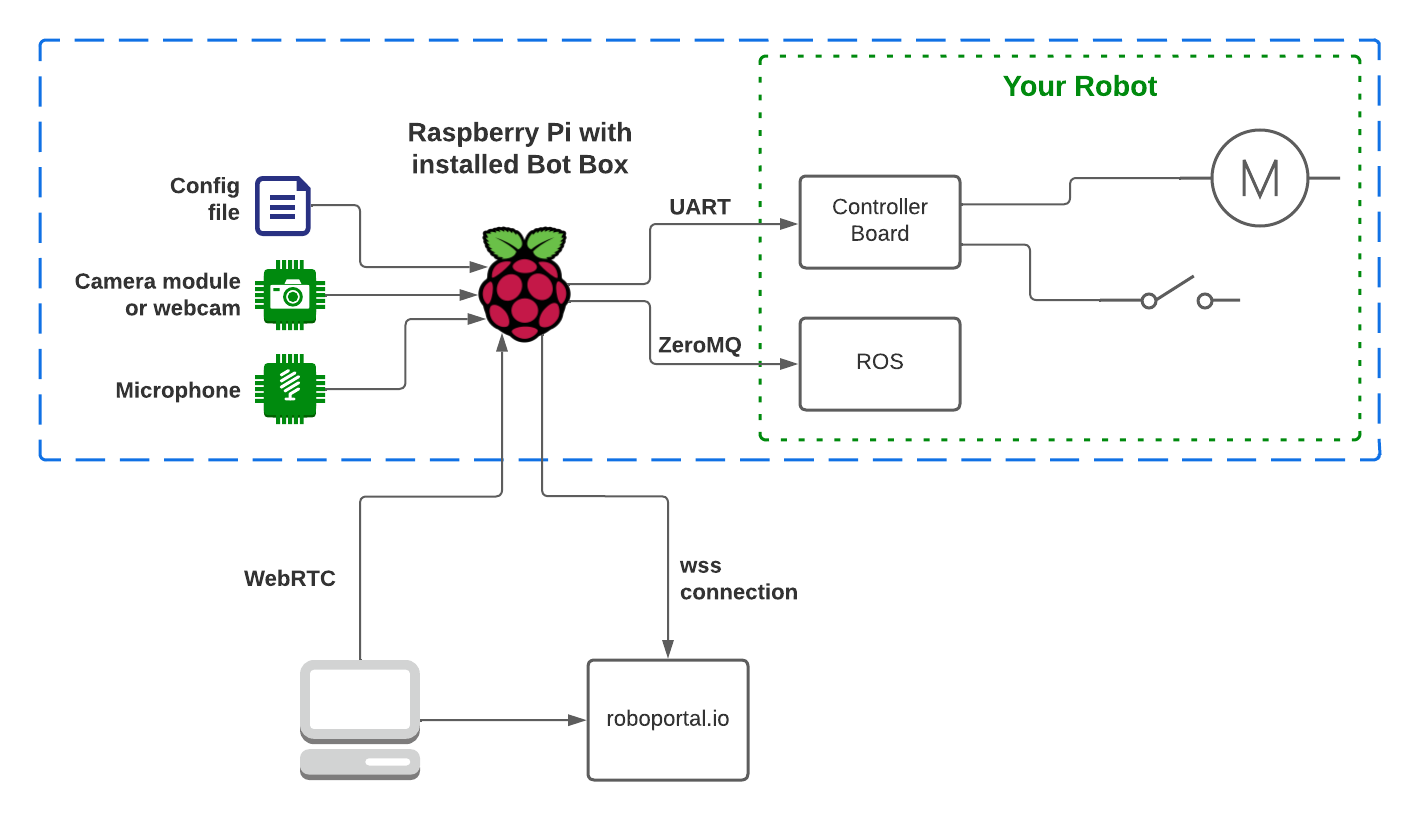 Your Robot
Raspberry Pi with
installed Bot Box
Config
file
UART
Controller
Board
M
Camera module
or webcam
ZeroMQ
ROS
Microphone
WebRTC
wss
connection
roboportal.io